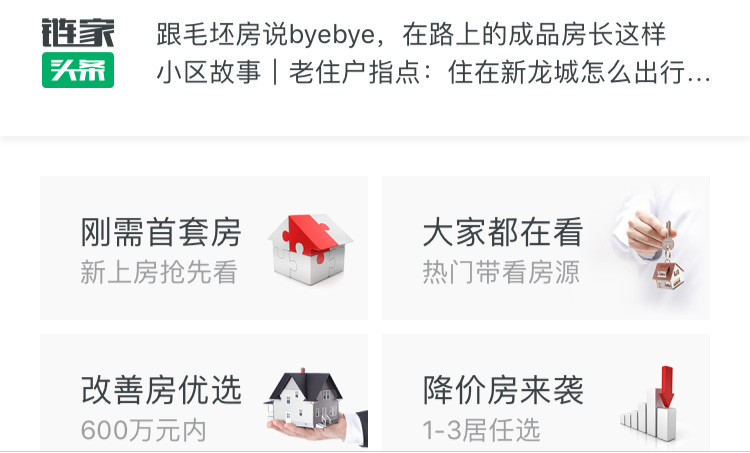 链家
头条
跟毛坯房说byebye，在路上的成品房长这样
小区故事｜老住户指点：住在新龙城怎么出行...
刚需首套房
新上房抢先看
大家都在看
热门带看房源
改善房优选
600万元内
降价房来袭
1-3居任选